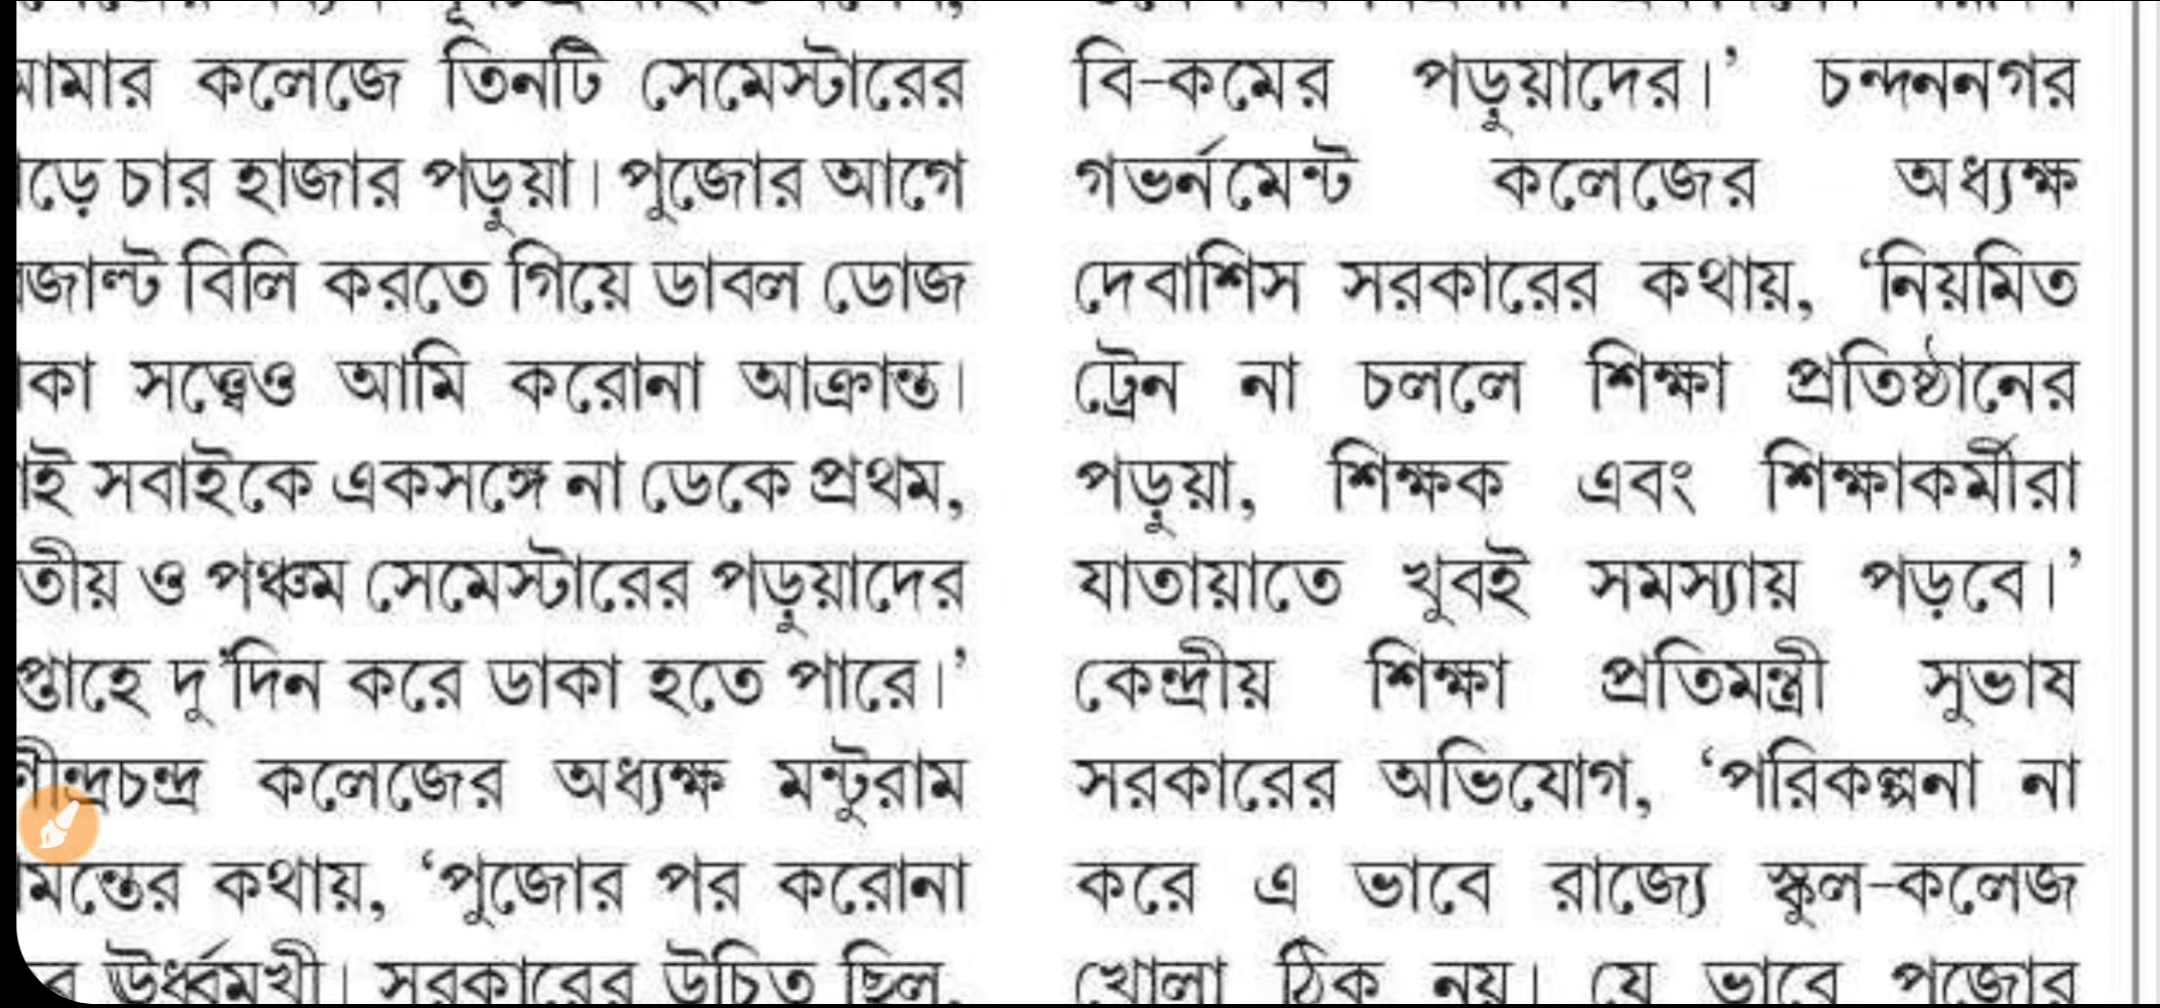 কলেজে তিনটি সেমেস্টারের
চার হাজার পড়ুয়া। পুজোর আগে
বিলি করতে গিয়ে ডাবল ডোজ
সত্ত্বেও আমি করোনা আক্রান্ত।
সবাইকে একসঙ্গে না ডেকে প্রথম,
ও পঞ্চম সেমেস্টারের পড়ুয়াদের
দু'দিন করে ডাকা হতে পারে।’
কলেজের অধ্যক্ষ মন্টুরাম
কথায়, ‘পুজোর পর করোনা
ঊর্ধ্বমুখী। সরকারের উচিত ছিল,
বি-কমের পড়ুয়াদের।’ চন্দননগর
গভর্নমেন্ট কলেজের অধ্যক্ষ
দেবাশিস সরকারের কথায়, ‘নিয়মিত
ট্রেন না চললে শিক্ষা প্রতিষ্ঠানের
পড়ুয়া, শিক্ষক এবং শিক্ষাকর্মীরা
যাতায়াতে খুবই সমস্যায় পড়বে।’
কেন্দ্রীয় শিক্ষা প্রতিমন্ত্রী সুভাষ
সরকারের অভিযোগ, ‘পরিকল্পনা না
করে এ ভাবে রাজ্যে স্কুল-কলেজ
খোলা ঠিক নয়। যে ভাবে পুজোর